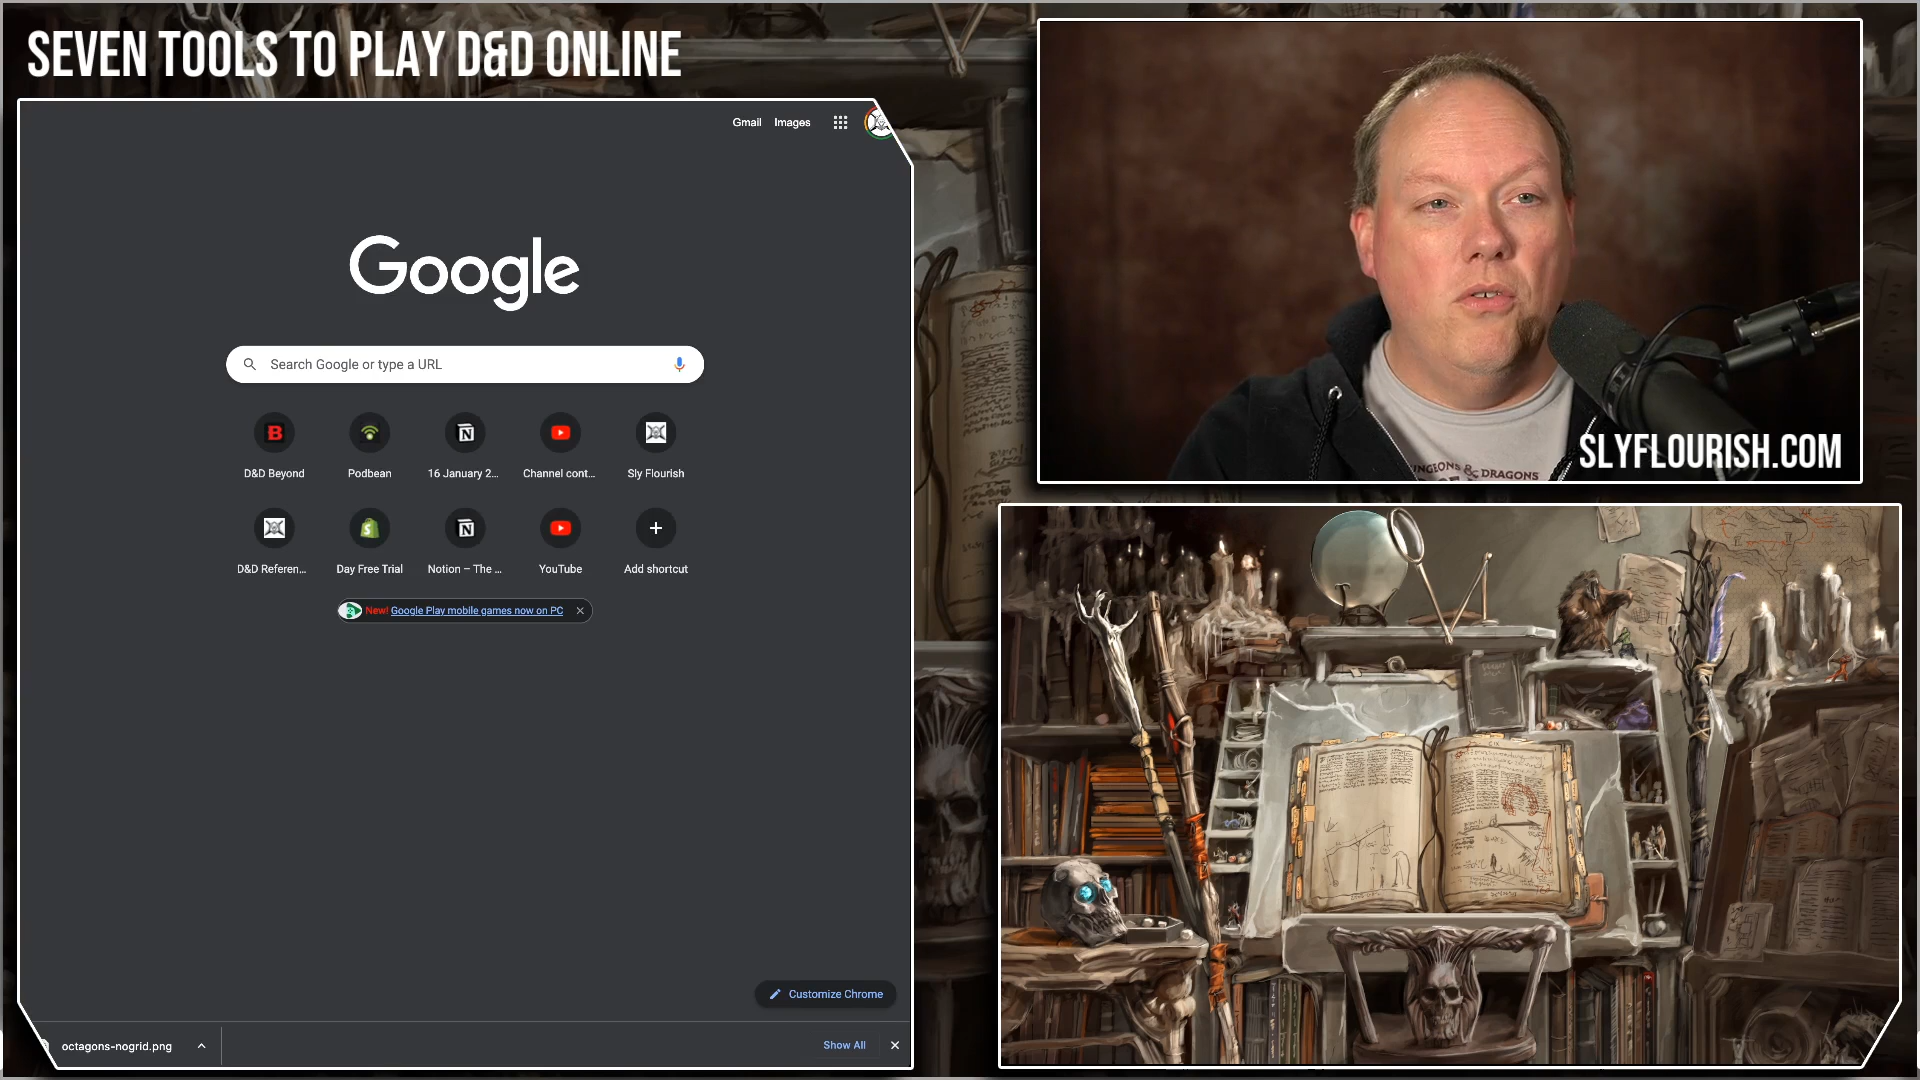 SEVEN TOOLS TO PLAY D&D ONLINE
Gmail Images
Google
Search Google or type a URL
D&D Beyond
Podbean
16 January 2...
Channel cont...
Sly Flourish
D&D Referen...
Day Free Trial
Notion – The ...
YouTube
Add shortcut
New! Google Play mobile games now on PC
Customize Chrome
octagons-nogrid.png
Show All
DUNGEONS & DRAGONS
SLYFLOURISH.COM